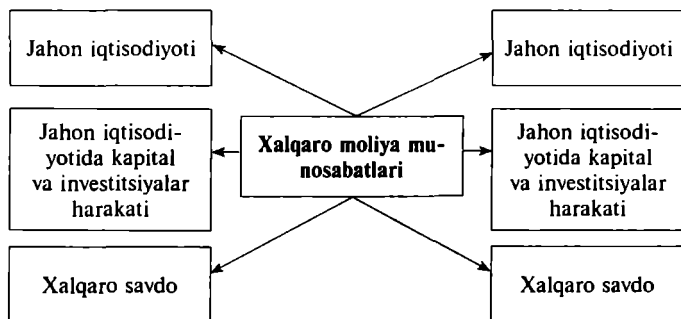 Jahon iqtisodiyoti
Jahon iqtisodiyoti
Jahon iqtisodi-
yotida kapital
va investitsiyalar
harakati
Xalqaro moliya mu-
nosabatlari
Jahon iqtisodi-
yotida kapital
va investitsiyalar
harakati
Xalqaro savdo
Xalqaro savdo